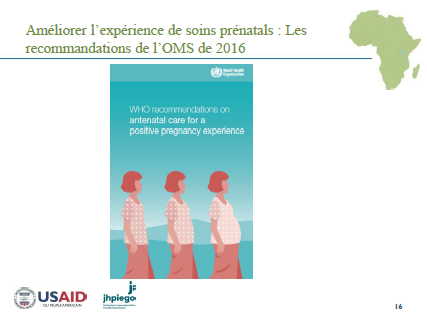 Améliorer l’expérience de soins prénatals : Les
recommandations de l’OMS de 2016
World Health
Organization
WHO recommendations on
antenatal care for a
positive pregnancy experience
USAID
DU PEUPLE AMERICAIN
jhpiego
16